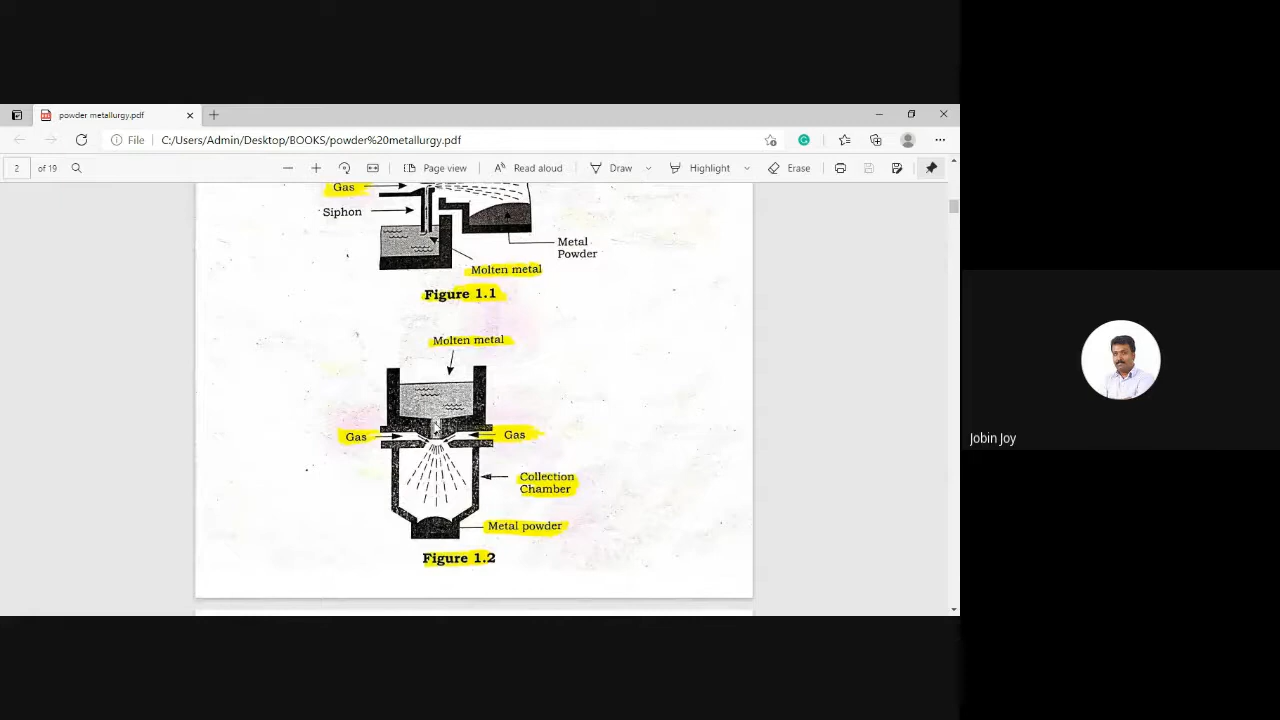 powder metallurgy.pdf
File
C:/Users/Admin/Desktop/BOOKS/powder%20metallurgy.pdf
2 of 19
Page view
Read aloud
Draw
Highlight
Erase
Gas
Siphon
Metal
Powder
Molten metal
Figure 1.1
Molten metal
Gas
Gas
Collection
Chamber
Metal powder
Figure 1.2
Jobin Joy